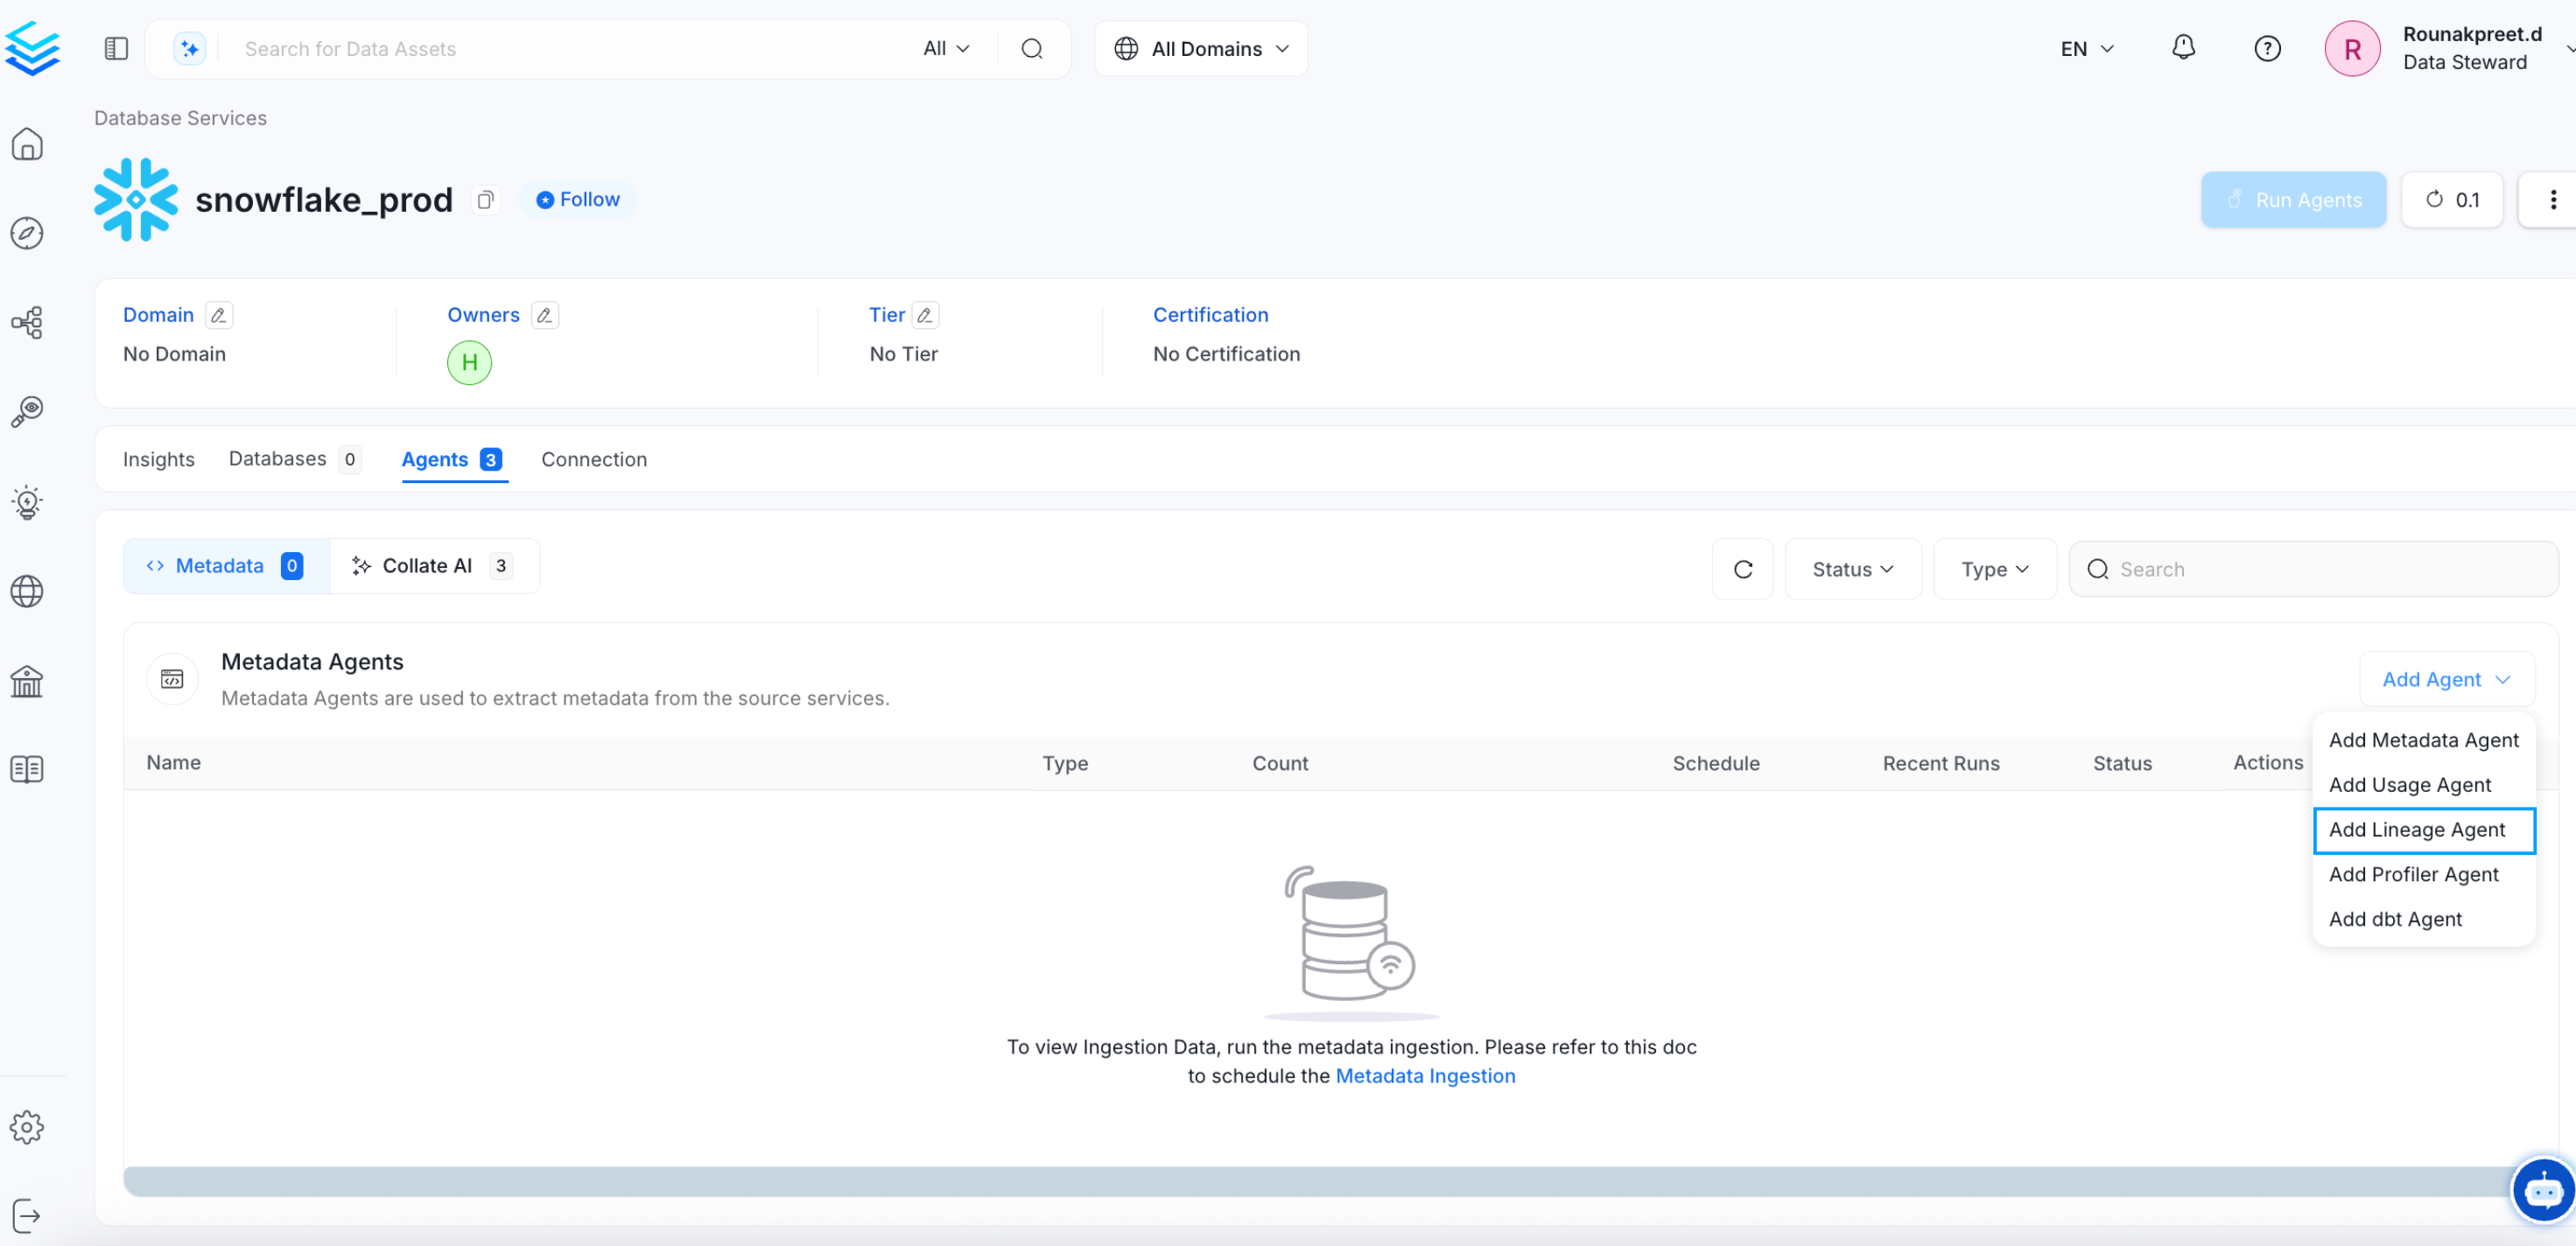 Search for Data Assets
All
All Domains
EN
R
Rounakpreet.d
Data Steward
Database Services
snowflake_prod
Follow
Run Agents
0.1
Domain
No Domain
Owners
H
Tier
No Tier
Certification
No Certification
Insights
Databases 0
Agents 3
Connection
Metadata 0
Collate AI 3
Status
Type
Search
Metadata Agents
Metadata Agents are used to extract metadata from the source services.
Add Agent
Name
Type
Count
Schedule
Recent Runs
Status
Actions
Add Metadata Agent
Add Usage Agent
Add Lineage Agent
Add Profiler Agent
Add dbt Agent
To view Ingestion Data, run the metadata ingestion. Please refer to this doc
to schedule the Metadata Ingestion